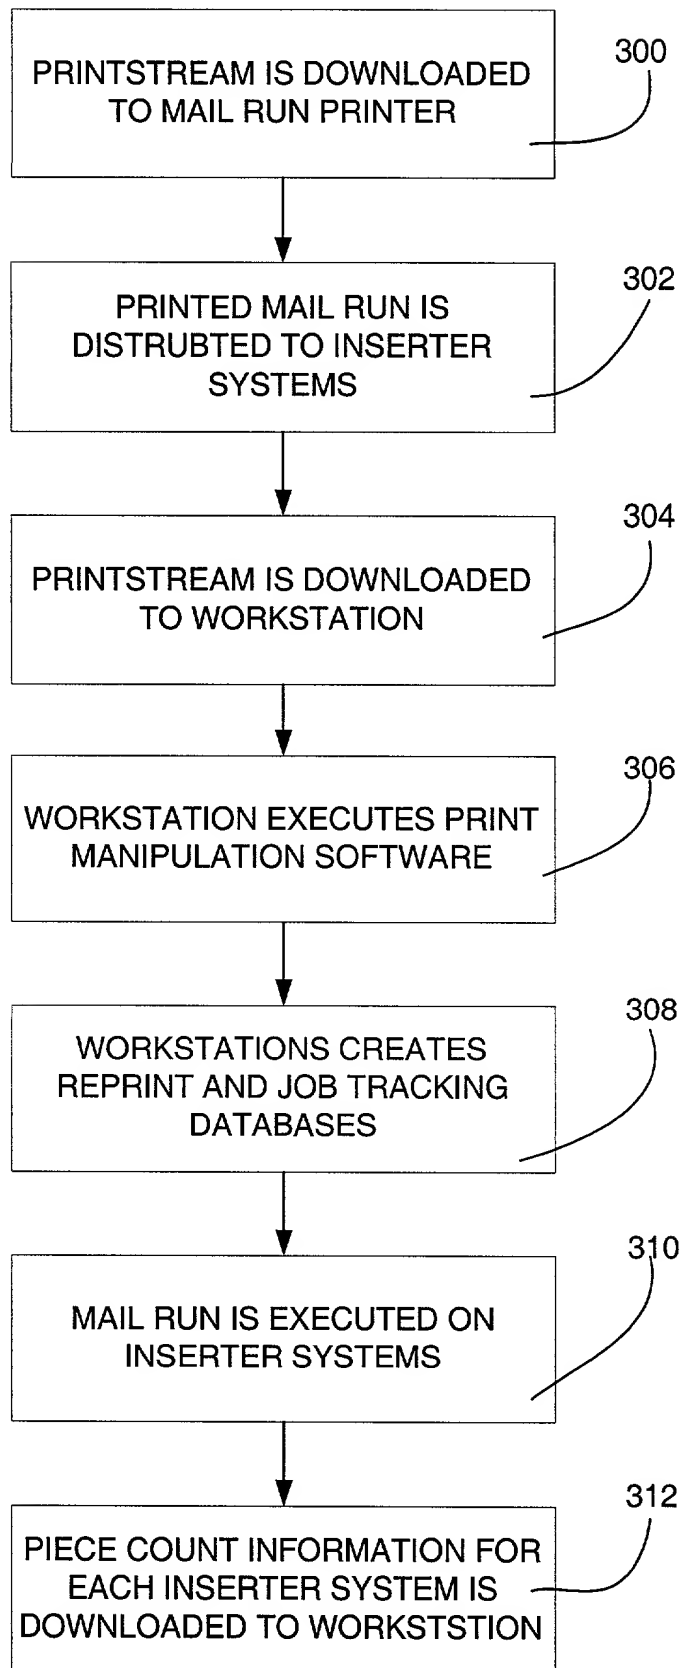 PRINTSTREAM IS DOWNLOADED
TO MAIL RUN PRINTER
300
PRINTED MAIL RUN IS
DISTRUBTED TO INSERTER
SYSTEMS
302
PRINTSTREAM IS DOWNLOADED
TO WORKSTATION
304
WORKSTATION EXECUTES PRINT
MANIPULATION SOFTWARE
306
WORKSTATIONS CREATES
REPRINT AND JOB TRACKING
DATABASES
308
MAIL RUN IS EXECUTED ON
INSERTER SYSTEMS
310
PIECE COUNT INFORMATION FOR
EACH INSERTER SYSTEM IS
DOWNLOADED TO WORKSTSTION
312